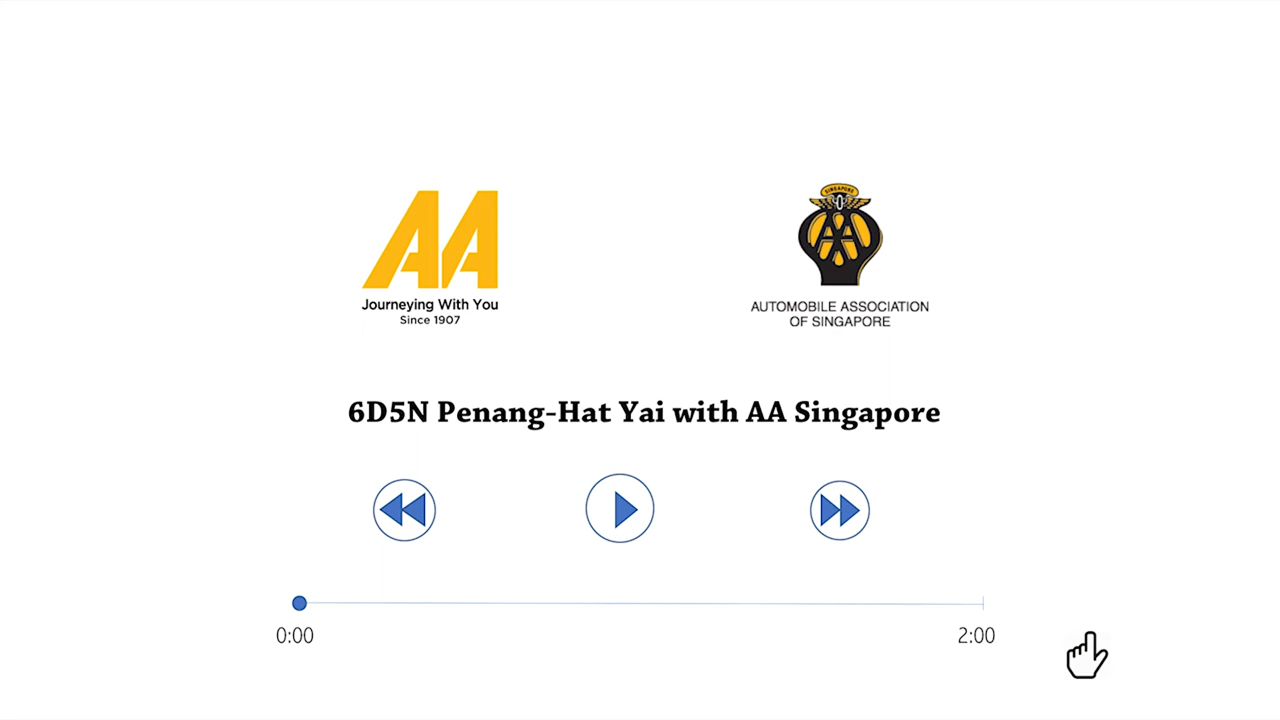 SINGAPORE
AA
AA
Journeying With You
Since 1907
AUTOMOBILE ASSOCIATION
OF SINGAPORE
6D5N Penang-Hat Yai with AA Singapore
0:00
2:00